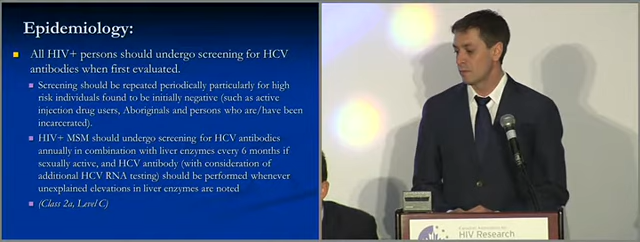 Epidemiology:
All HIV+ persons should undergo screening for HCV
antibodies when first evaluated.
Screening should be repeated periodically particularly for high
risk individuals found to be initially negative (such as active
injection drug users, Aboriginals and persons who are/have been
incarcerated).
HIV+ MSM should undergo screening for HCV antibodies
annually in combination with liver enzymes every 6 months if
sexually active, and HCV antibody (with consideration of
additional HCV RNA testing) should be performed whenever
unexplained elevations in liver enzymes are noted
(Class 2a, Level C)
HIV Research